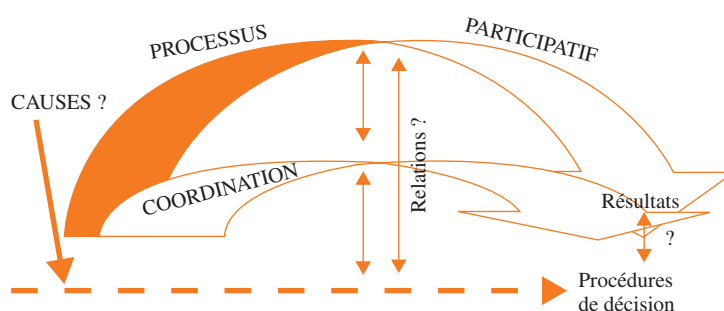 PROCESSUS
PARTICIPATIF
CAUSES ?
COORDINATION
Relations ?
Résultats
?
Procédures
de décision